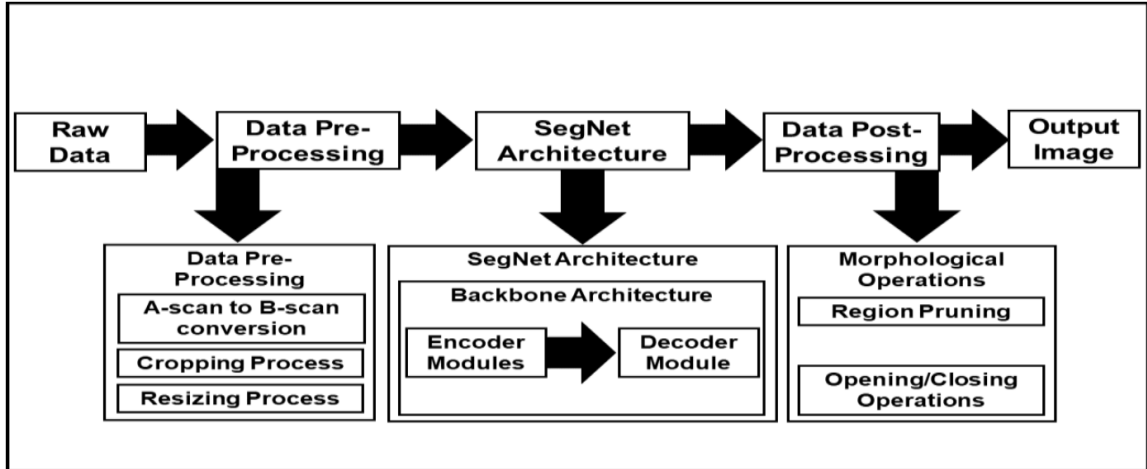 Raw
Data
Data Pre-
Processing
SegNet
Architecture
Data Post-
Processing
Output
Image
Data Pre-
Processing
A-scan to B-scan
conversion
Cropping Process
Resizing Process
SegNet Architecture
Backbone Architecture
Encoder
Modules
Decoder
Module
Morphological
Operations
Region Pruning
Opening/Closing
Operations